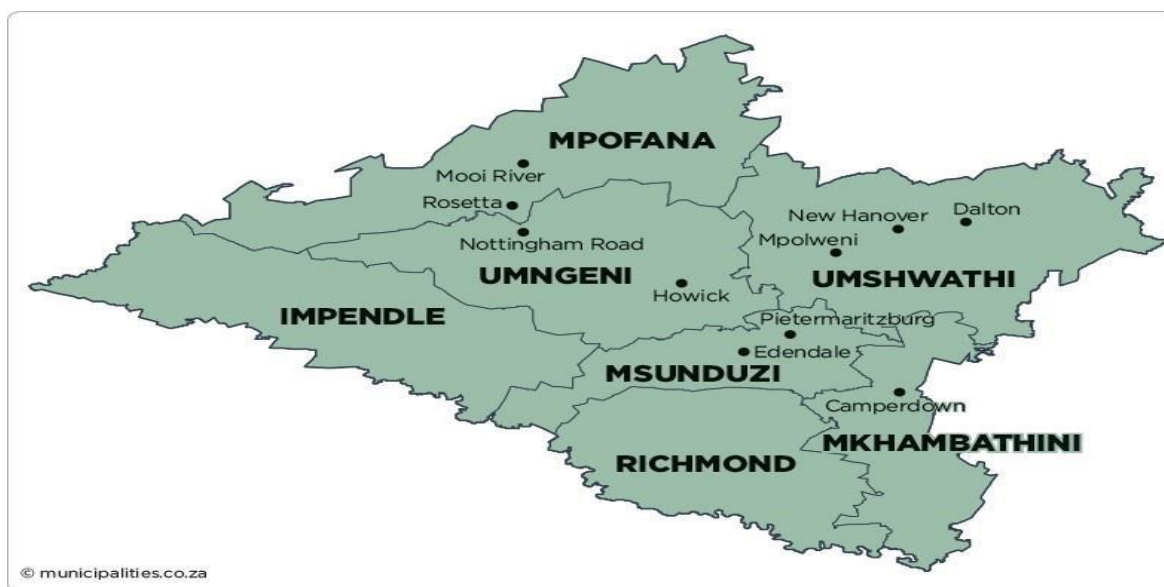 MPOFANA
Mooi River
Rosetta
New Hanover
Dalton
Nottingham Road
Mpolweni
UMNGENI
UMSHWATHI
Howick
IMPENDLE
Pietermaritzburg
Edendale
MSUNDUZI
Camperdown
MKHAMBATHINI
RICHMOND
© municipalities.co.za